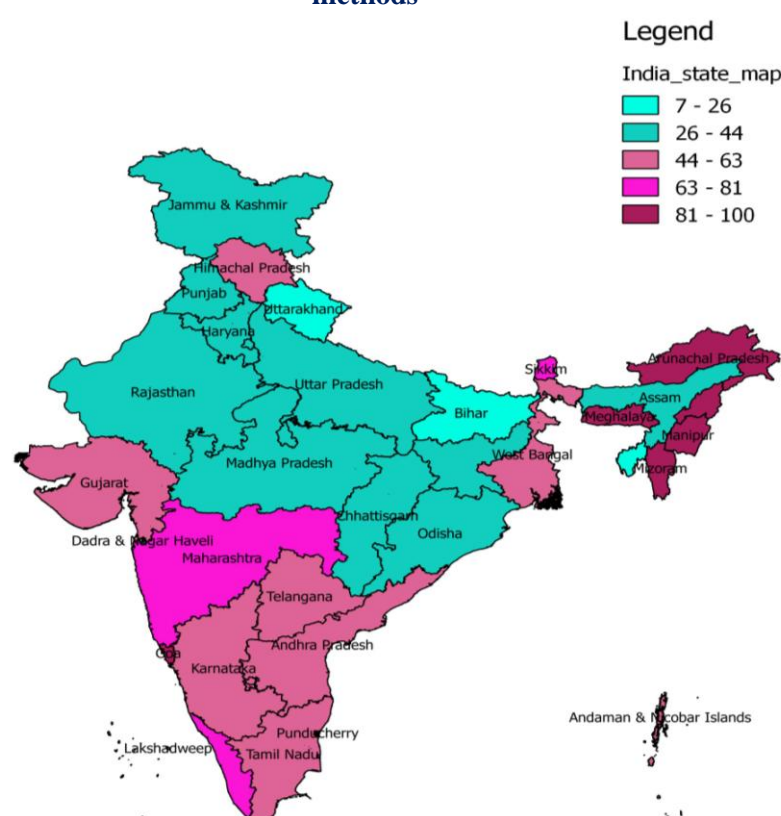 methods
Legend
India_state_map
7 - 26
26 - 44
44 - 63
63 - 81
81 - 100
Jammu & Kashmir
Himachal Pradesh
Punjab
Uttarakhand
Haryana
Sikkim
Arunachal Pradesh
Rajasthan
Uttar Pradesh
Assam
Bihar
Meghalaya
Manipur
Madhya Pradesh
West Bangal
Mizoram
Gujarat
Chhattisgarh
Odisha
Dadra & Nagar Haveli
Maharashtra
Telangana
Andhra Pradesh
Goa
Karnataka
Andaman & Nicobar Islands
Punducherry
Lakshadweep
Tamil Nadu